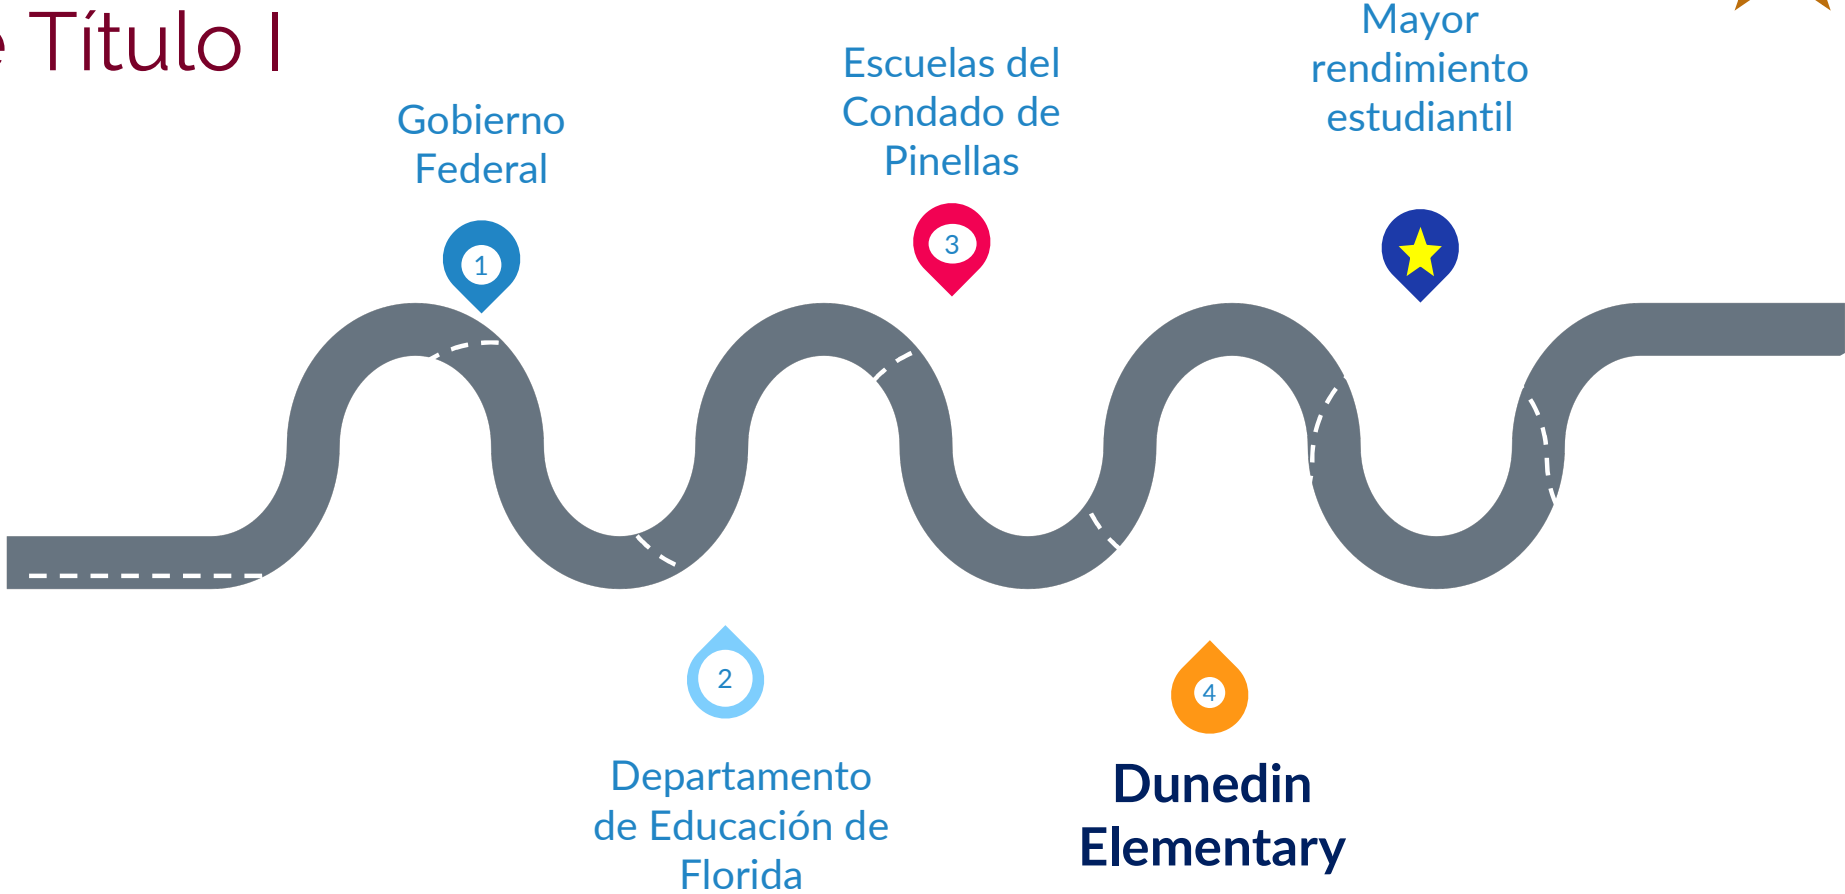 e Título I
Gobierno
Federal
1
Escuelas del
Condado de
Pinellas
3
Mayor
rendimiento
estudiantil
2
Departamento
de Educación de
Florida
4
Dunedin
Elementary